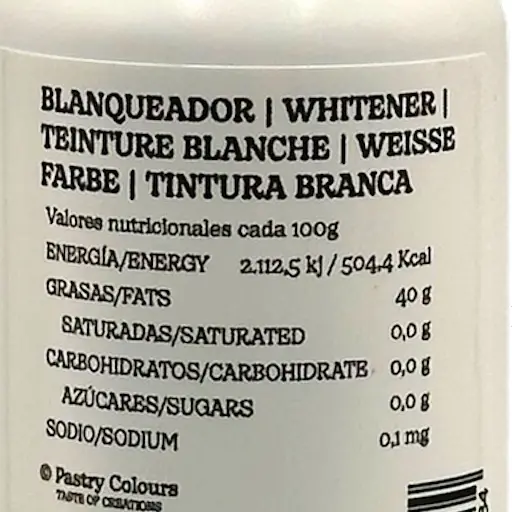 BLANQUEADOR | WHITENER |
TEINTURE BLANCHE | WEISSE
FARBE | TINTURA BRANCA
Valores nutricionales cada 100g
ENERGÍA/ENERGY 2.112,5 kj / 504,4 Kcal
GRASAS/FATS 40 g
SATURADAS/SATURATED 0,0 g
CARBOHIDRATOS/CARBOHIDRATE 0,0 g
AZÚCARES/SUGARS 0,0 g
SODIO/SODIUM 0,1 mg
© Pastry Colours
TASTE OF CREATIONS